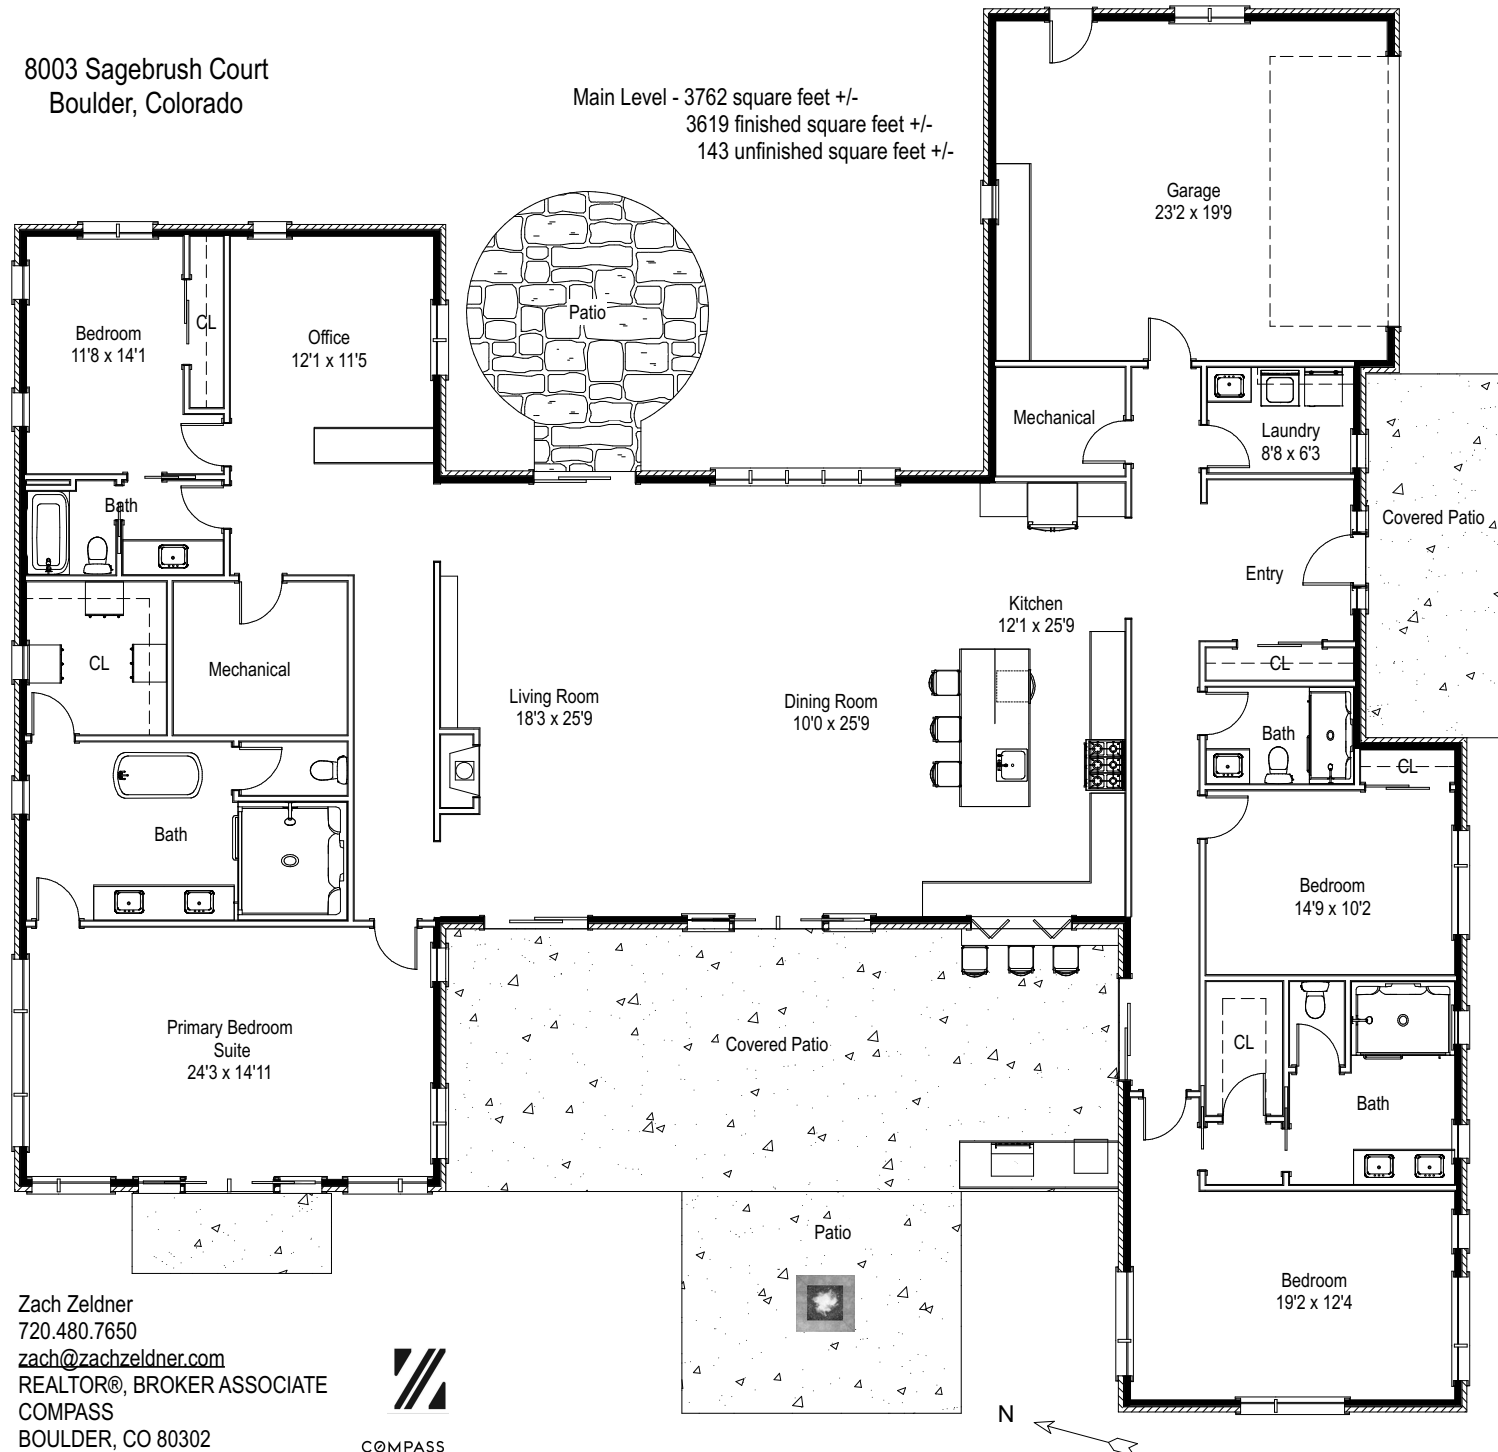 8003 Sagebrush Court
Boulder, Colorado
Main Level - 3762 square feet +/-
3619 finished square feet +/-
143 unfinished square feet +/-
Garage
23'2 x 19'9
Patio
Bedroom
11'8 x 14'1
CL
Office
12'1 x 11'5
Mechanical
Laundry
8'8 x 6'3
Bath
Covered Patio
Entry
Kitchen
12'1 x 25'9
CL
Mechanical
CL
Living Room
18'3 x 25'9
Dining Room
10'0 x 25'9
Bath
CL
Bath
Bedroom
14'9 x 10'2
Primary Bedroom
Suite
24'3 x 14'11
Covered Patio
CL
Bath
Patio
Bedroom
19'2 x 12'4
Zach Zeldner
720.480.7650
zach@zachzeldner.com
REALTOR®, BROKER ASSOCIATE
COMPASS
BOULDER, CO 80302
COMPASS
N